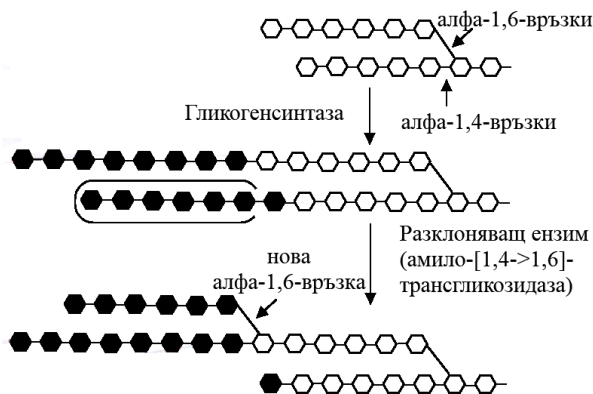 алфа-1,6-връзки
Гликогенсинтаза
алфа-1,4-връзки
Разклоняващ ензим
(амило-[1,4->1,6]-
трансгликозидаза)
нова
алфа-1,6-връзка